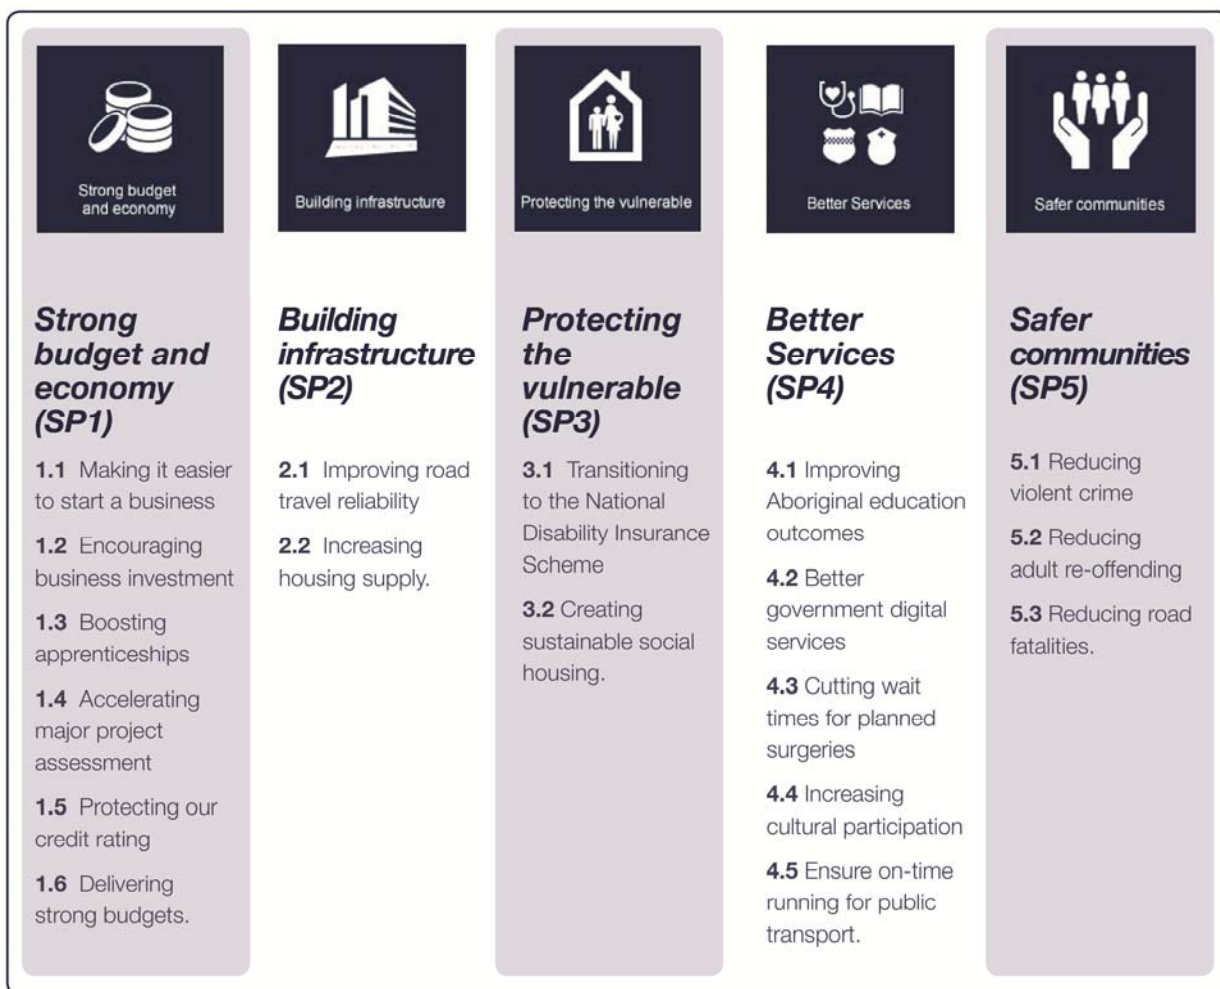 Strong budget
and economy
Building infrastructure
Protecting the vulnerable
Better Services
Safer communities
Strong
budget and
economy
(SP1)
1.1 Making it easier
to start a business
1.2 Encouraging
business investment
1.3 Boosting
apprenticeships
1.4 Accelerating
major project
assessment
1.5 Protecting our
credit rating
1.6 Delivering
strong budgets.
Building
infrastructure
(SP2)
2.1 Improving road
travel reliability
2.2 Increasing
housing supply.
Protecting
the
vulnerable
(SP3)
3.1 Transitioning
to the National
Disability Insurance
Scheme
3.2 Creating
sustainable social
housing.
Better
Services
(SP4)
4.1 Improving
Aboriginal education
outcomes
4.2 Better
government digital
services
4.3 Cutting wait
times for planned
surgeries
4.4 Increasing
cultural participation
4.5 Ensure on-time
running for public
transport.
Safer
communities
(SP5)
5.1 Reducing
violent crime
5.2 Reducing
adult re-offending
5.3 Reducing road
fatalities.